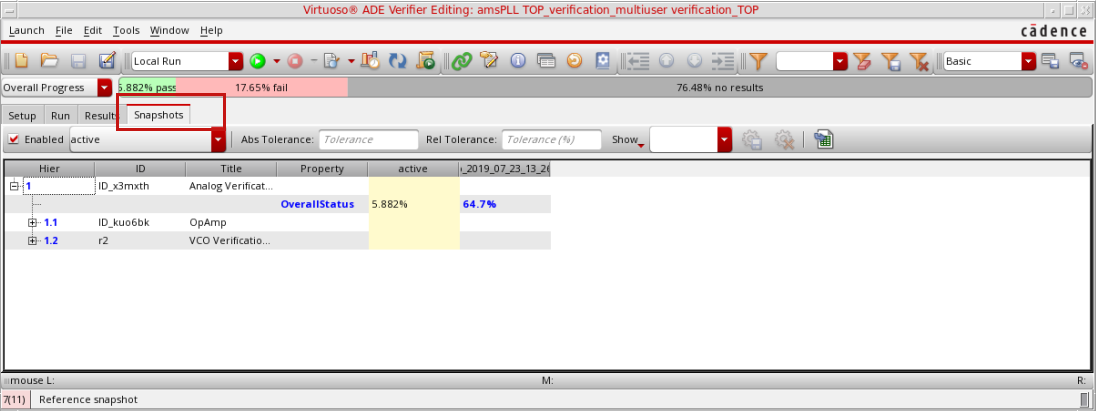 Virtuoso® ADE Verifier Editing: amsPLL TOP_verification_multiuser verification_TOP
Launch File Edit Tools Window Help cādence
Local Run Basic
Overall Progress 5.882% pass 17.65% fail 76.48% no results
Setup Run Results Snapshots
Enabled active Abs Tolerance: Tolerance Rel Tolerance: Tolerance (%) Show
Hier ID Title Property active _2019_07_23_13_26
1 ID_x3mxth Analog Verificat...
OverallStatus 5.882% 64.7%
1.1 ID_kuo6bk OpAmp
1.2 r2 VCO Verificatio...
mouse L: M: R:
7(11) Reference snapshot